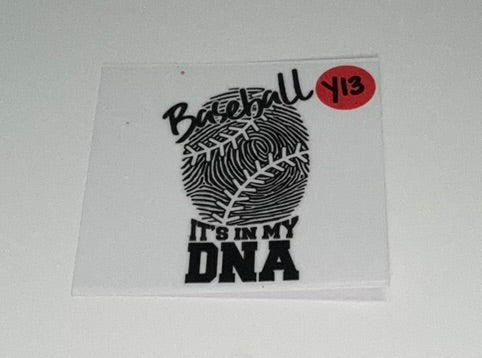 Baseball
Y13
IT'S IN MY
DNA